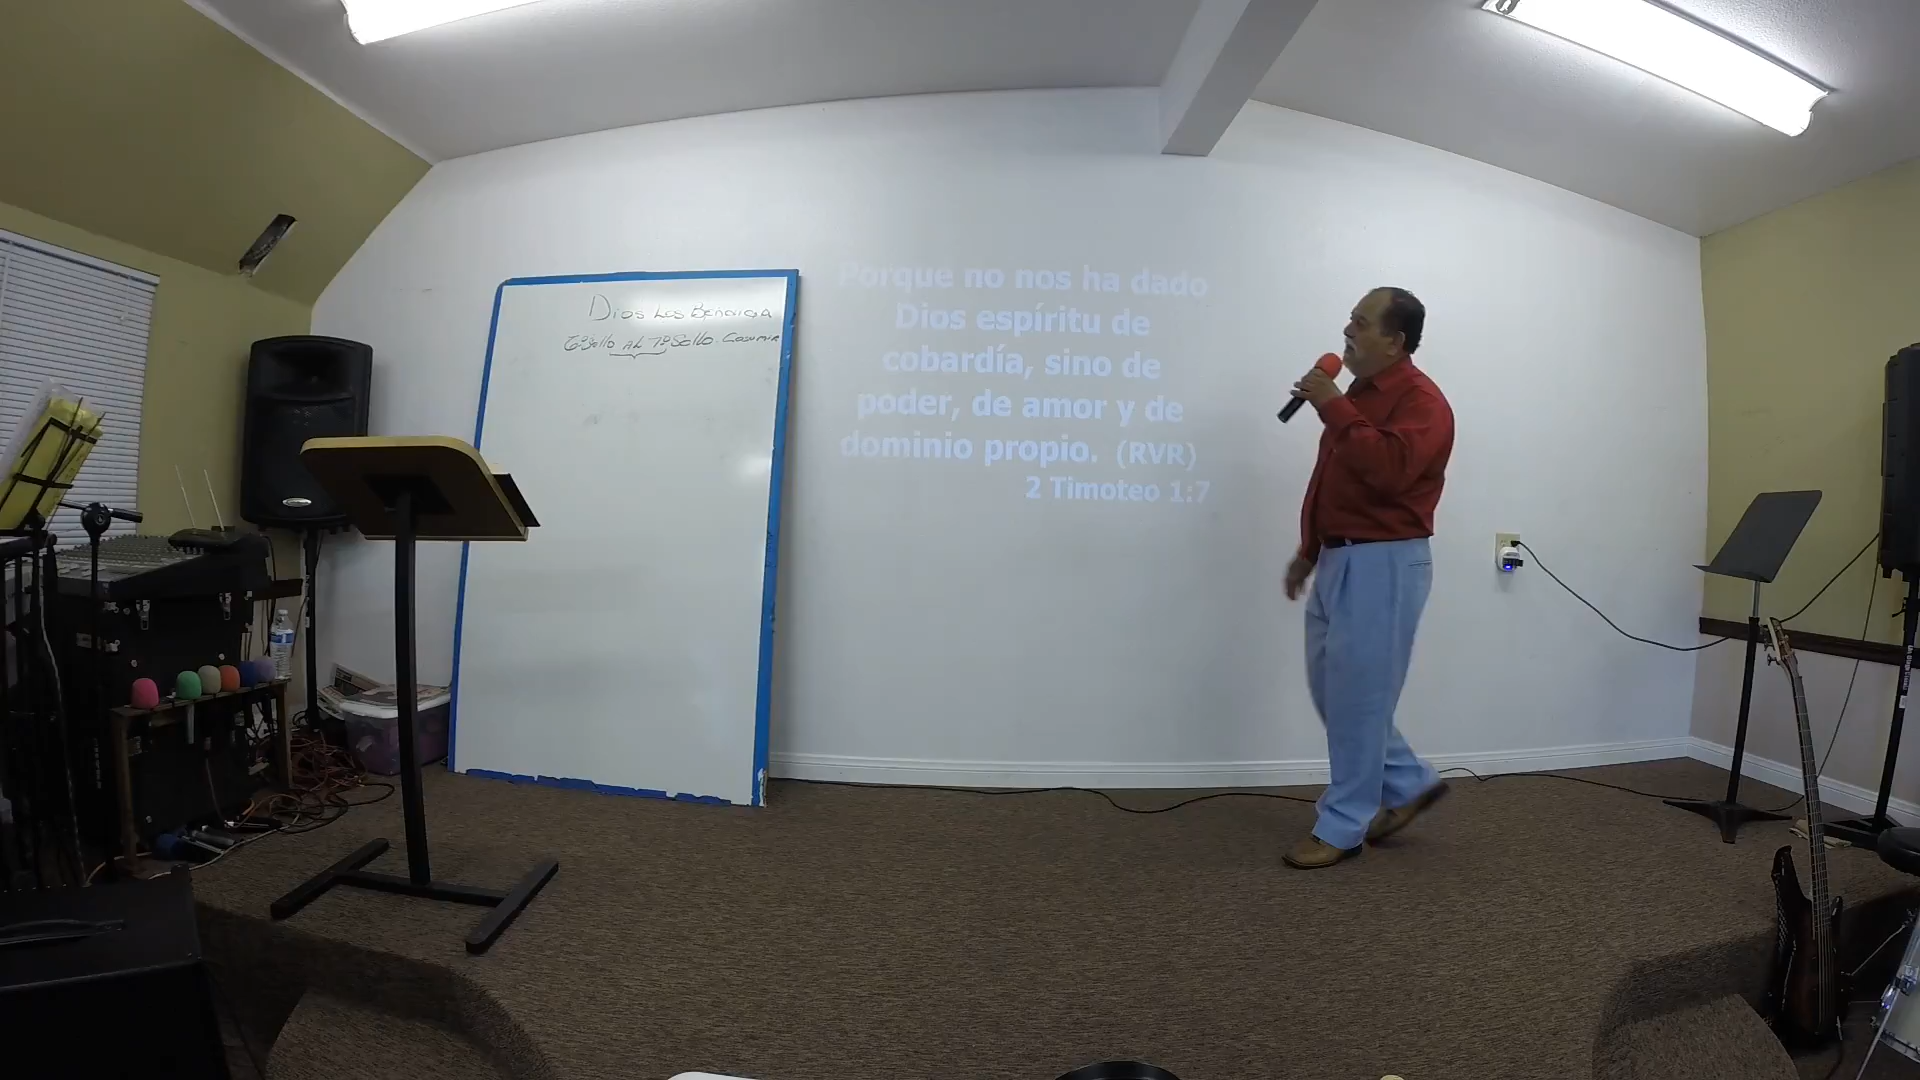 Dios Los Bendiga
6º Sello AL 7º Sello.
Porque no nos ha dado
Dios espíritu de
cobardía, sino de
poder, de amor y de
dominio propio. (RVR)
2 Timoteo 1:7